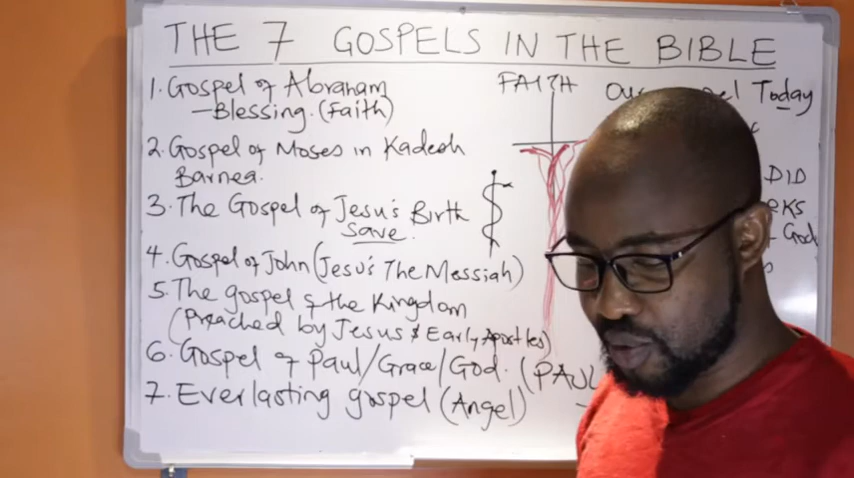 THE 7 GOSPELS IN THE BIBLE
1. Gospel of Abraham
– Blessing. (Faith)
2. Gospel of Moses in Kadesh
Barnea.
3. The Gospel of Jesu's Birth
Save.
4. Gospel of John (Jesu's The Messiah)
5. The gospel of the Kingdom
(Preached by Jesus & Early Apostles)
6. Gospel of Paul/Grace/God. (PAUL
7. Everlasting gospel (Angel)
FAITH
Today
DID
God